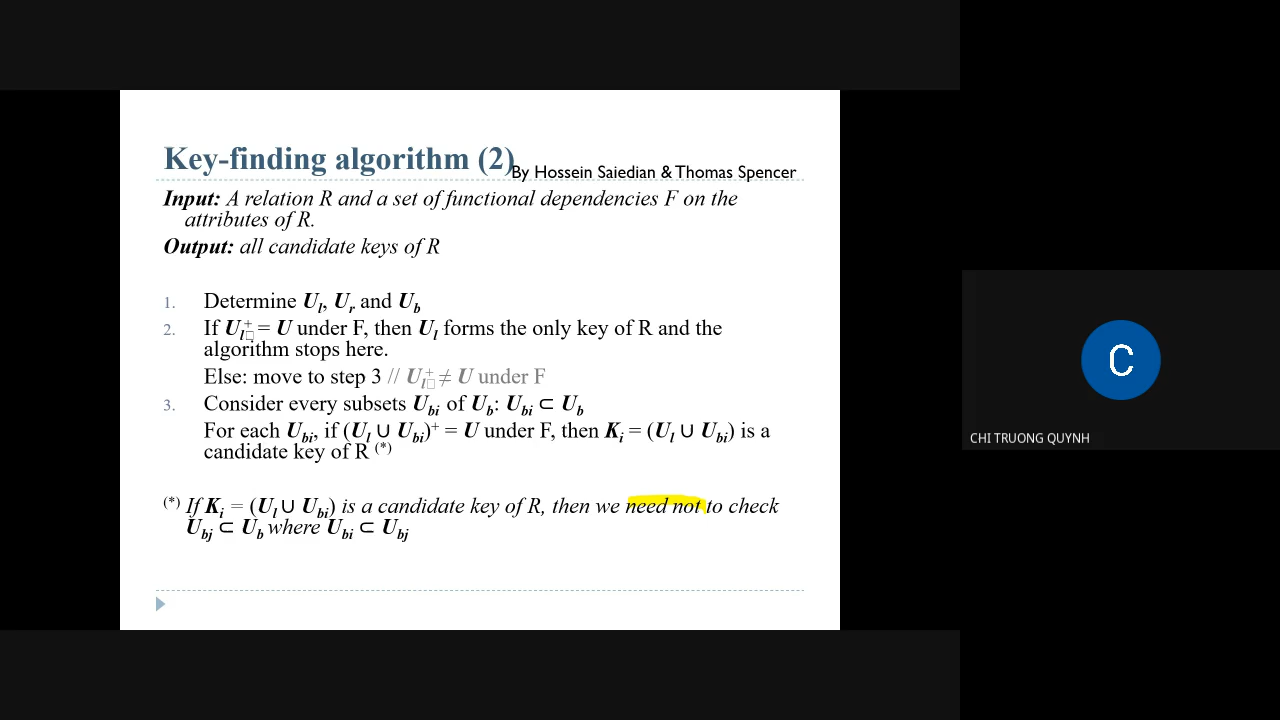 Key-finding algorithm (2)
By Hossein Saiedian & Thomas Spencer
Input: A relation R and a set of functional dependencies F on the
attributes of R.
Output: all candidate keys of R
1. Determine Ul, Ur and Ub
2. If Ul□+ = U under F, then Ul forms the only key of R and the
algorithm stops here.
Else: move to step 3 // Ul□+ ≠ U under F
3. Consider every subsets Ubi of Ub: Ubi ⊂ Ub
For each Ubi, if (Ul ∪ Ubi)+ = U under F, then Ki = (Ul ∪ Ubi) is a
candidate key of R (*)
(*) If Ki = (Ul ∪ Ubi) is a candidate key of R, then we need not to check
Ubj ⊂ Ub where Ubi ⊂ Ubj
C
CHI TRUONG QUYNH